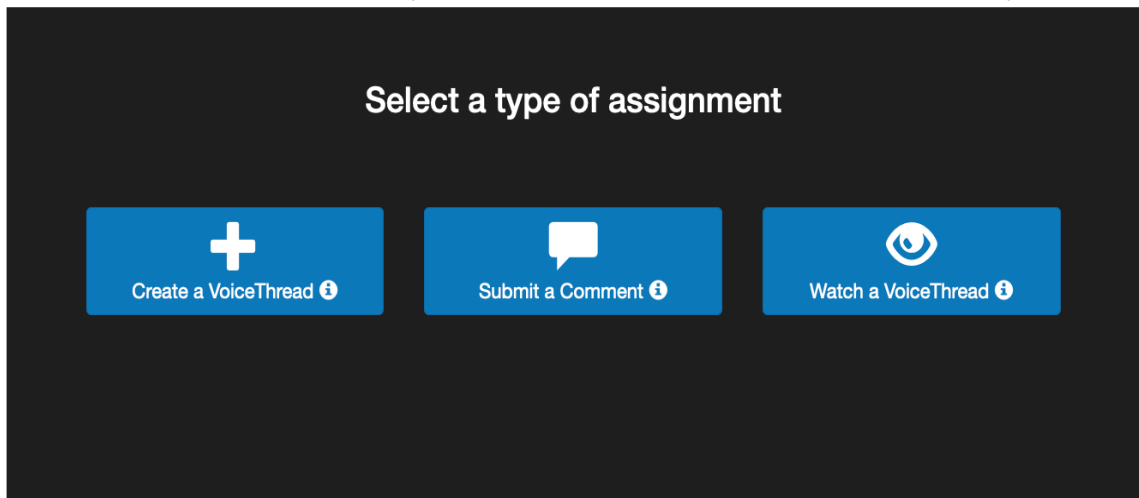 Select a type of assignment
Create a VoiceThread
Submit a Comment
Watch a VoiceThread